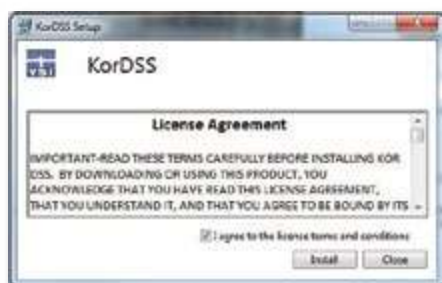 KorDSS Setup
VSI
KorDSS
License Agreement
IMPORTANT-READ THESE TERMS CAREFULLY BEFORE INSTALLING KOR
DSS. BY DOWNLOADING OR USING THIS PRODUCT, YOU
ACKNOWLEDGE THAT YOU HAVE READ THIS LICENSE AGREEMENT,
THAT YOU UNDERSTAND IT, AND THAT YOU AGREE TO BE BOUND BY ITS
I agree to the license terms and conditions
Install Close